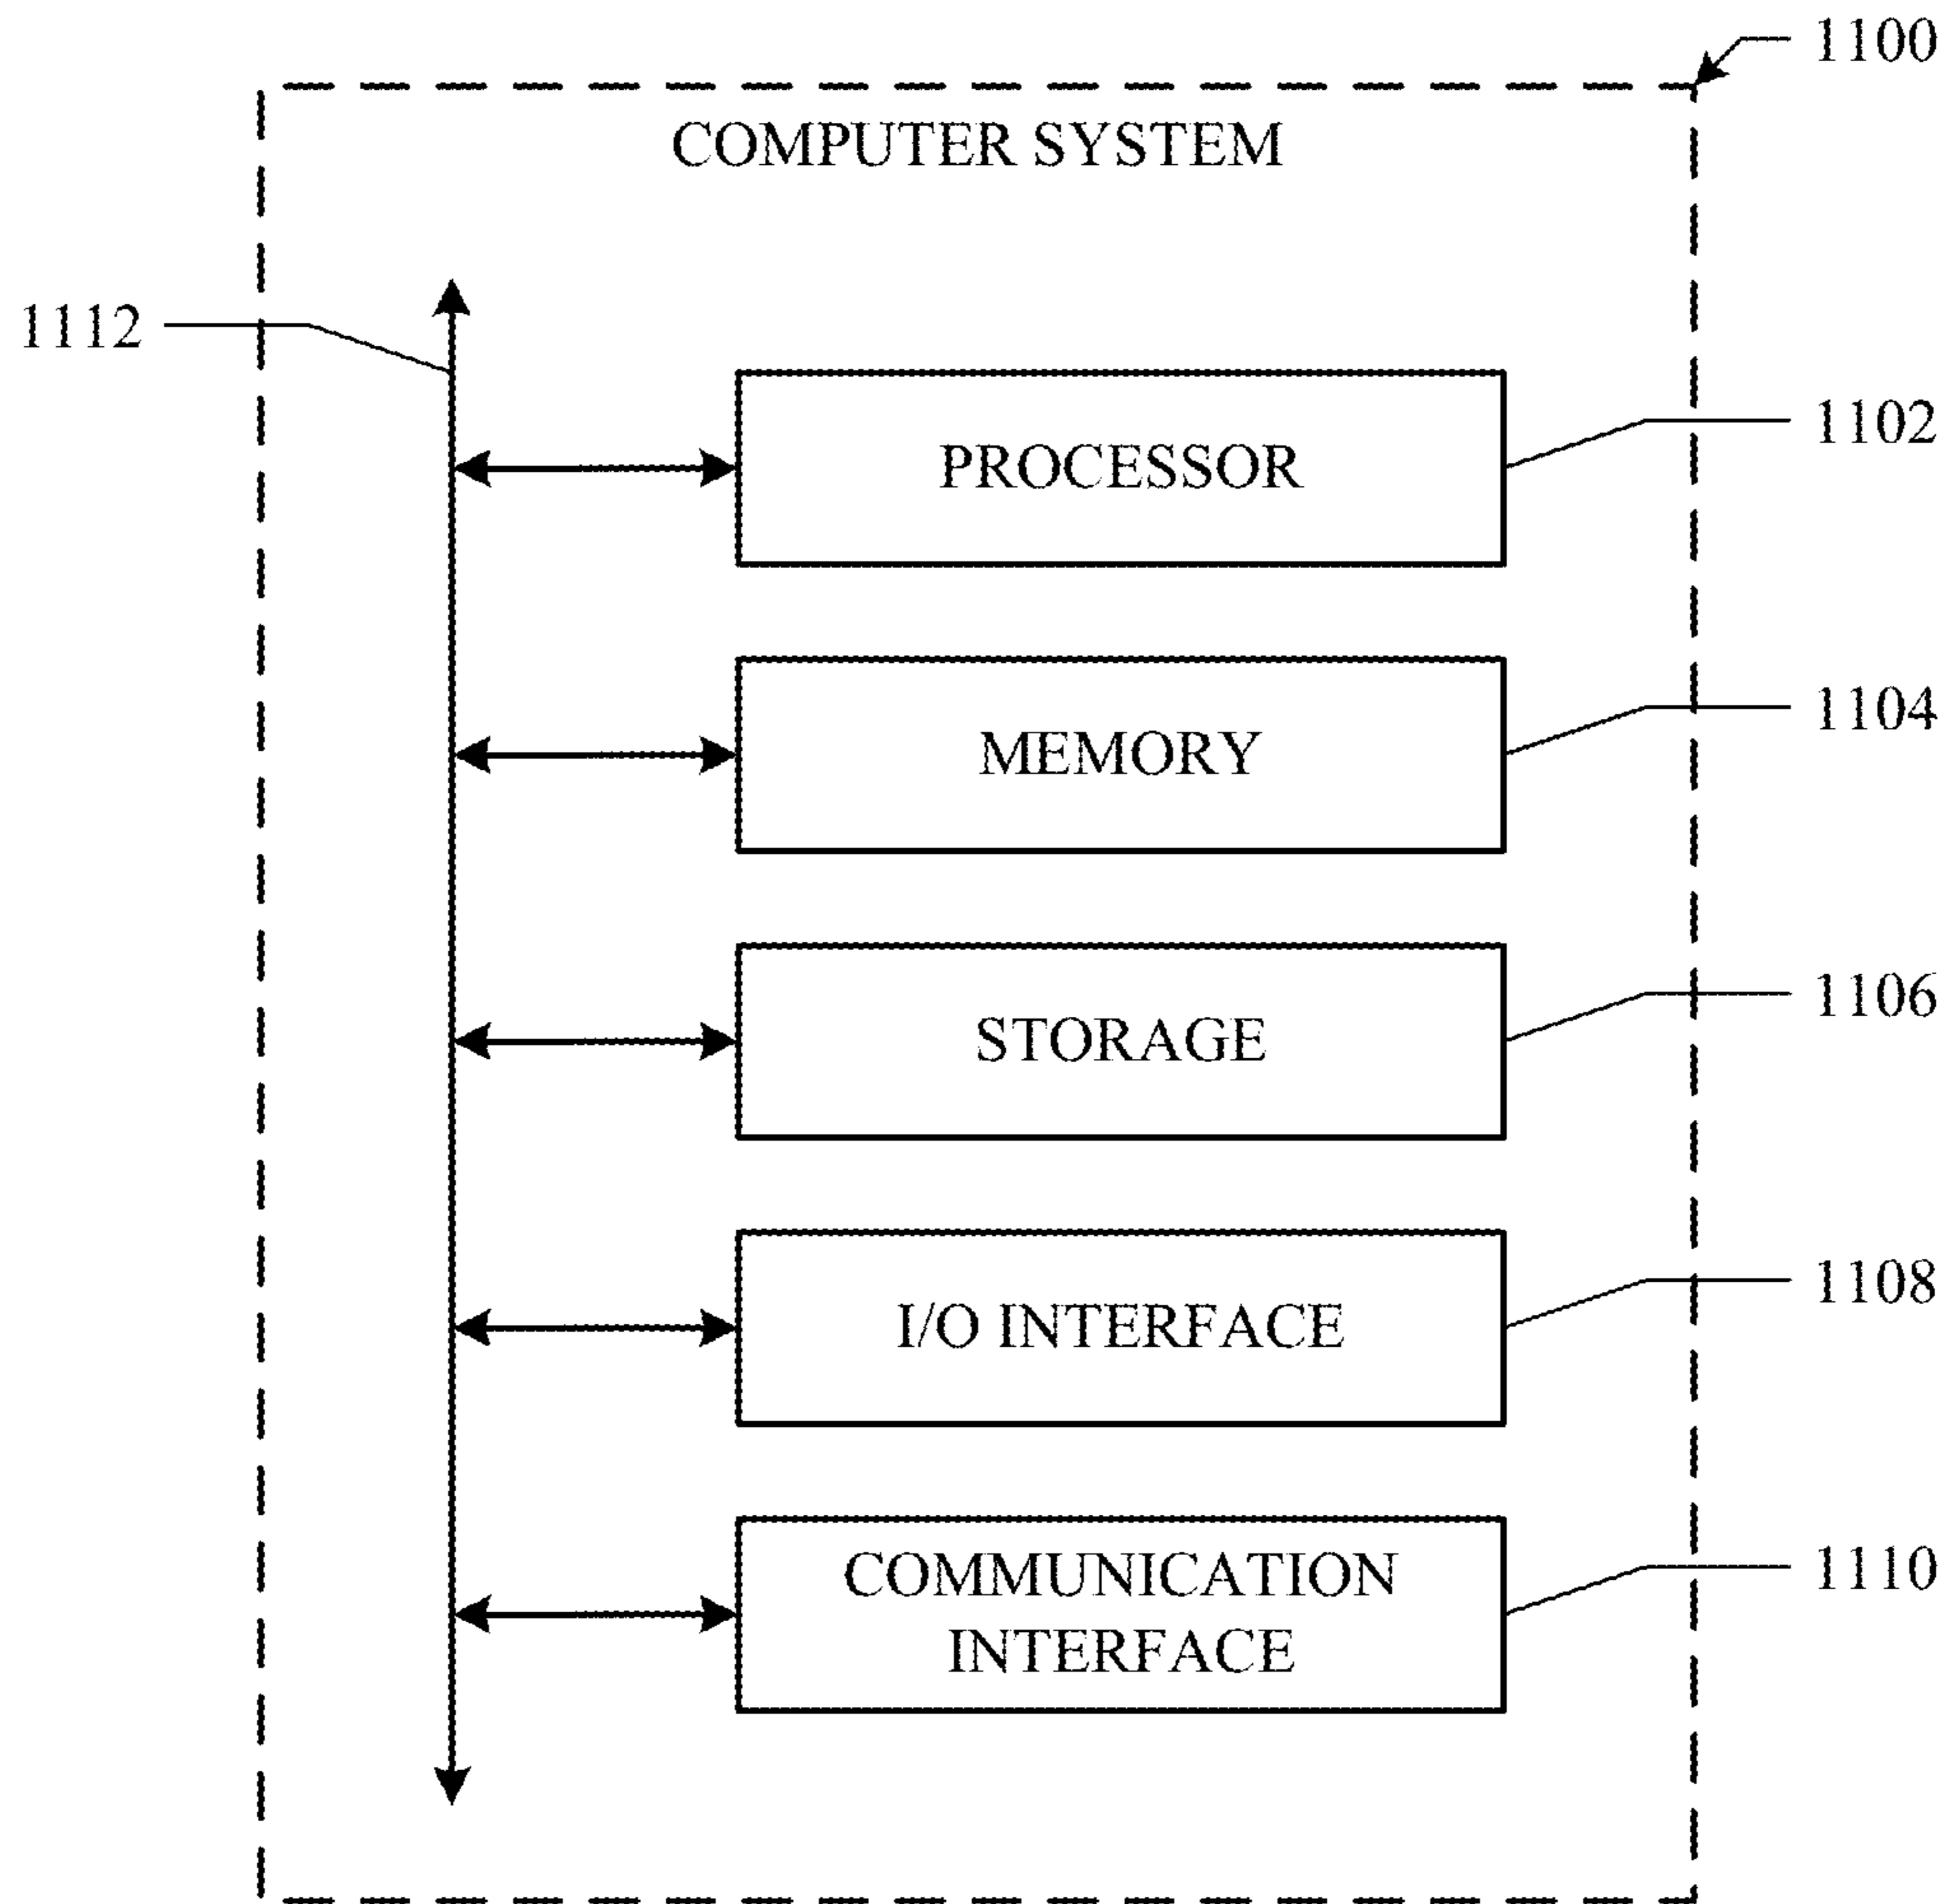 1100
COMPUTER SYSTEM
1112
PROCESSOR
1102
MEMORY
1104
STORAGE
1106
I/O INTERFACE
1108
COMMUNICATION
INTERFACE
1110